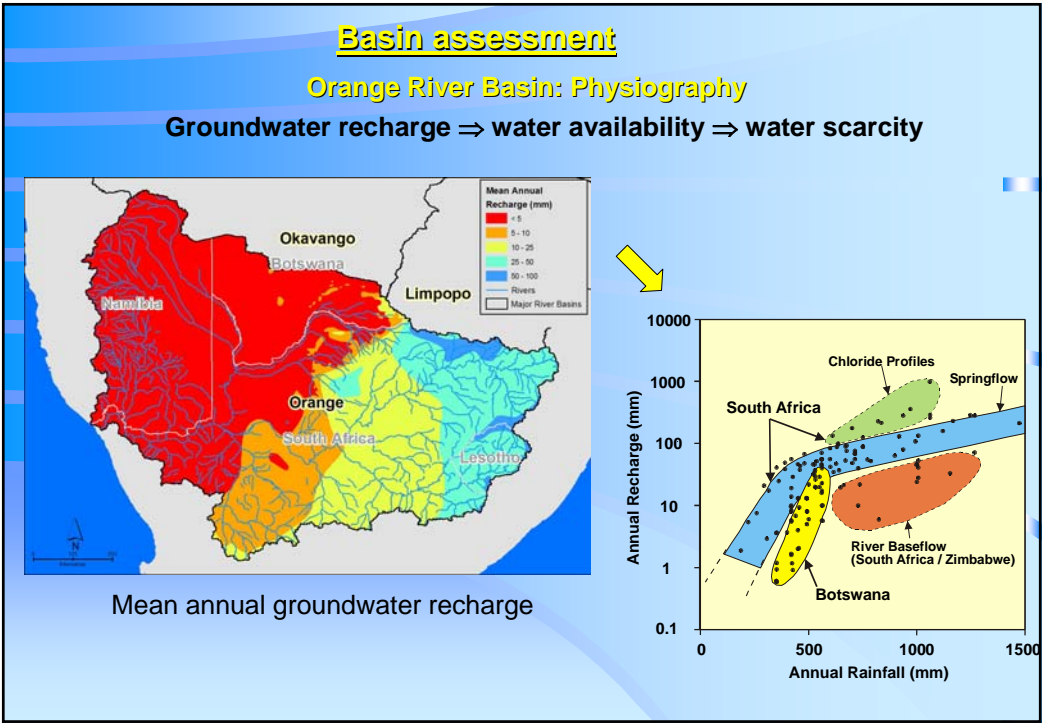 Basin assessment
Orange River Basin: Physiography
Groundwater recharge ⇒ water availability ⇒ water scarcity
Mean Annual
Recharge (mm)
< 5
5 - 10
10 - 25
25 - 50
50 - 100
Rivers
Major River Basins
Okavango
Botswana
Limpopo
Namibia
Orange
South Africa
Lesotho
N
Mean annual groundwater recharge
10000
1000
100
10
1
0.1
Annual Recharge (mm)
Chloride Profiles
Springflow
South Africa
River Baseflow
(South Africa / Zimbabwe)
Botswana
0
500
1000
1500
Annual Rainfall (mm)